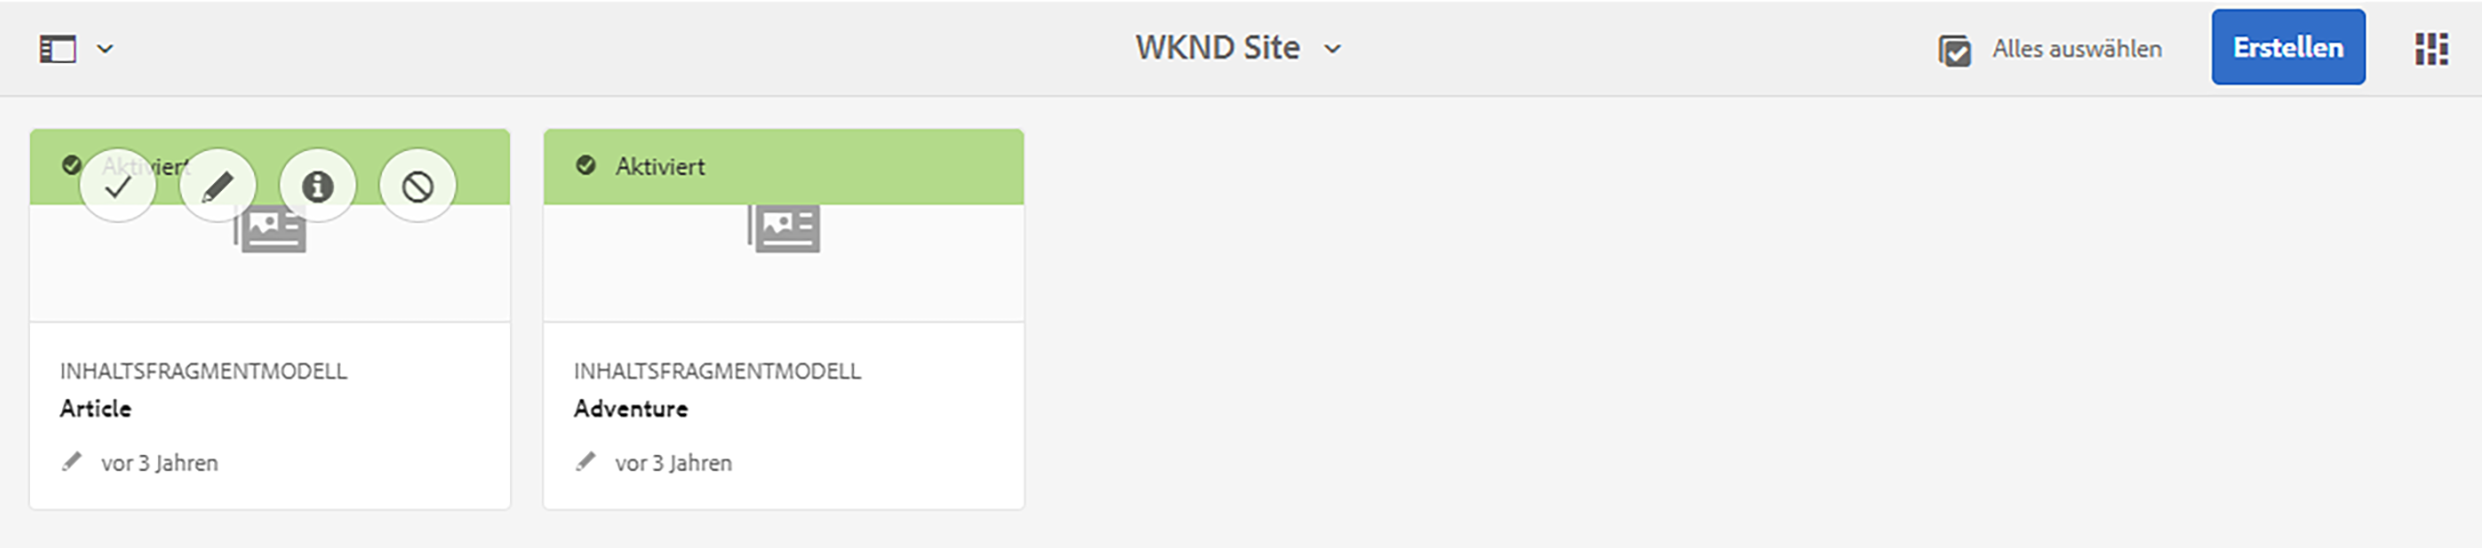 WKND Site
Alles auswählen
Erstellen
Aktiviert
Aktiviert
INHALTSFRAGMENTMODELL
Article
vor 3 Jahren
INHALTSFRAGMENTMODELL
Adventure
vor 3 Jahren